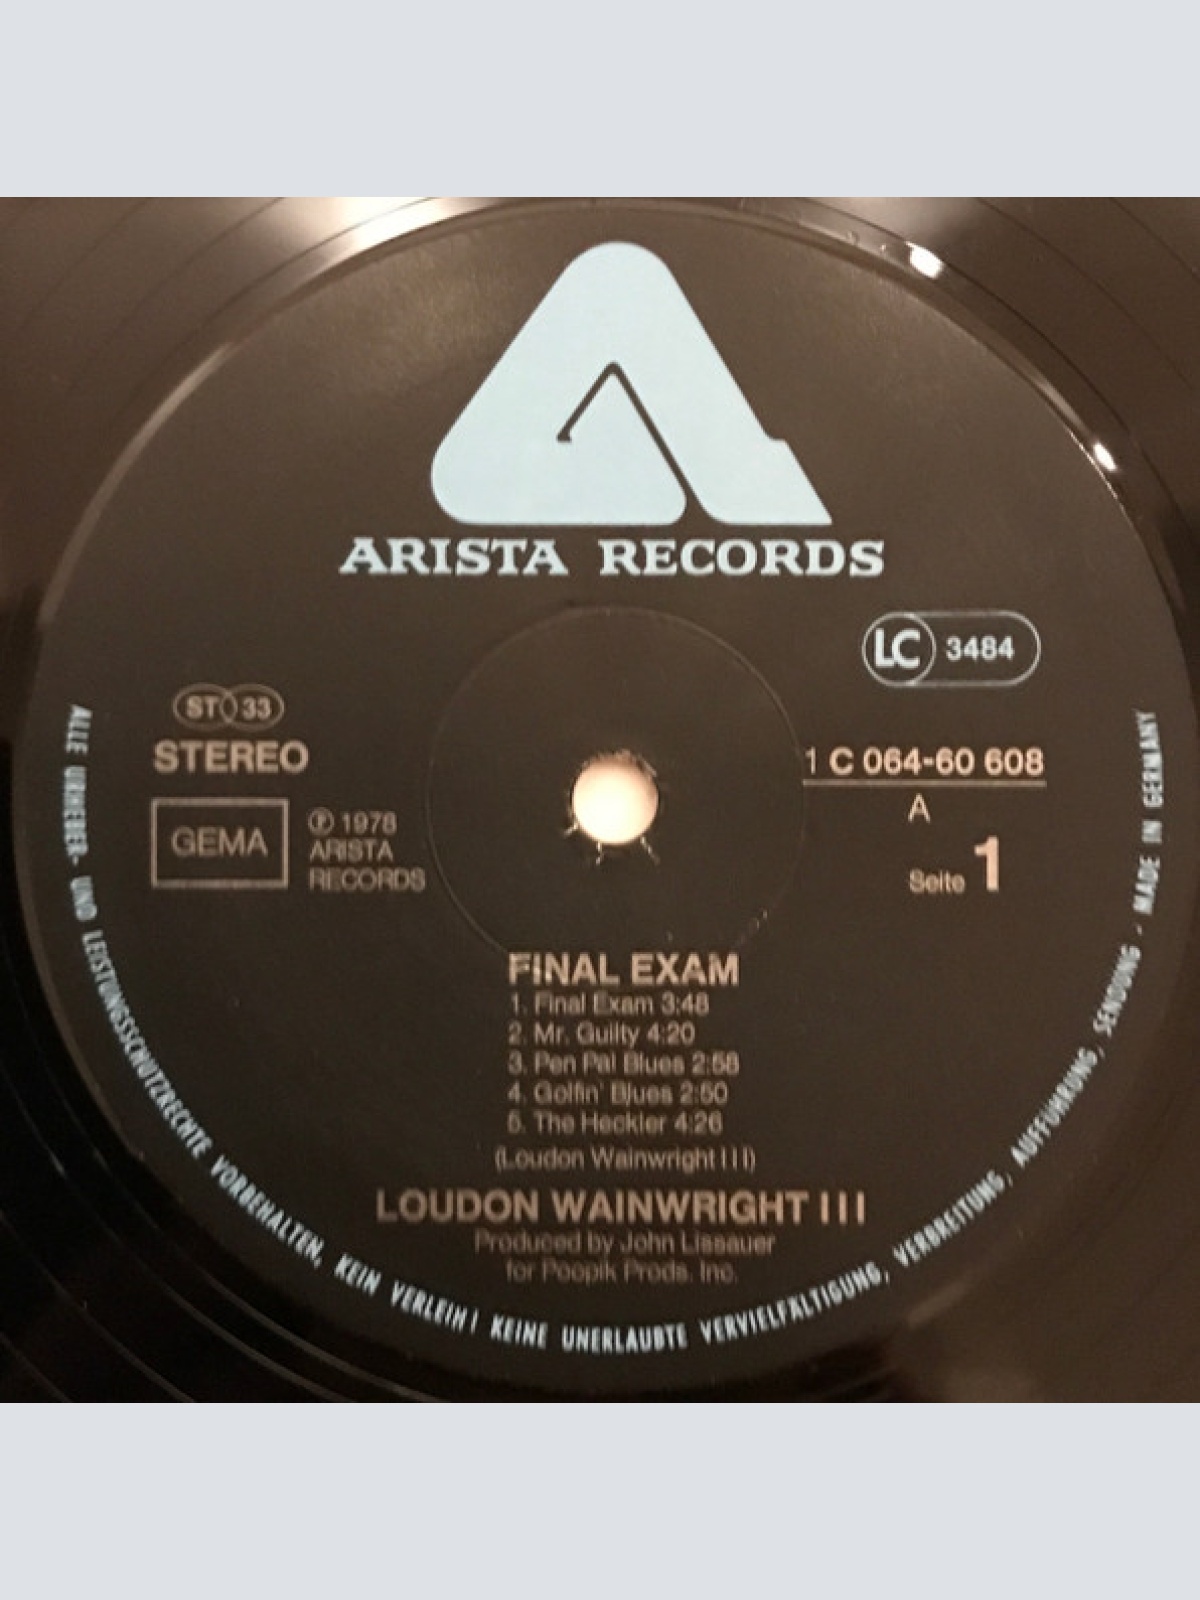 ARISTA RECORDS
LC 3484
ST 33
STEREO
1 C 064-60 608
A
GEMA
℗ 1978
ARISTA
RECORDS
Seite 1
FINAL EXAM
1. Final Exam 3:48
2. Mr. Guilty 4:20
3. Pen Pal Blues 2:58
4. Golfin' Blues 2:50
5. The Heckler 4:26
(Loudon Wainwright III)
LOUDON WAINWRIGHT III
Produced by John Lissauer
for Poopik Prods. Inc.
ALLE URHEBER- UND LEISTUNGSSCHUTZRECHTE VORBEHALTEN, KEIN VERLEIH! KEINE UNERLAUBTE VERVIELFÄLTIGUNG, VERBREITUNG, AUFFÜHRUNG, SENDUNG · MADE IN GERMANY